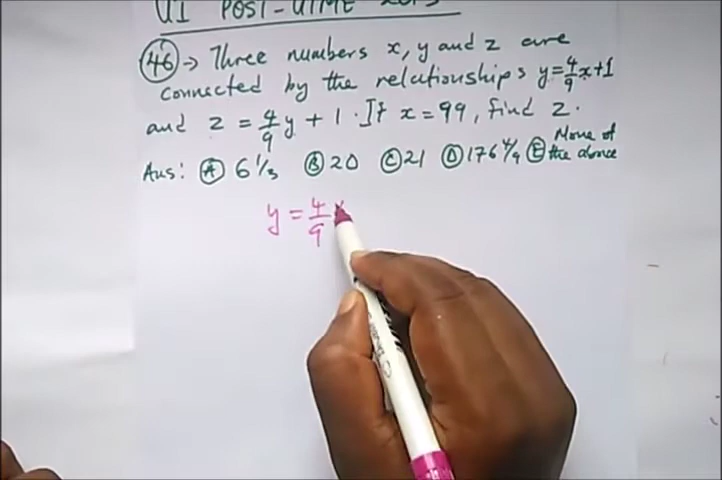 UI POST-UTME 2013
46 → Three numbers x, y and z are
connected by the relationships y=4/9x+1
and z = 4/9y + 1. If x = 99, find z.
Ans: A 6 1/3 B 20 C 21 D 176 4/9 E None of the above
y = 4/9